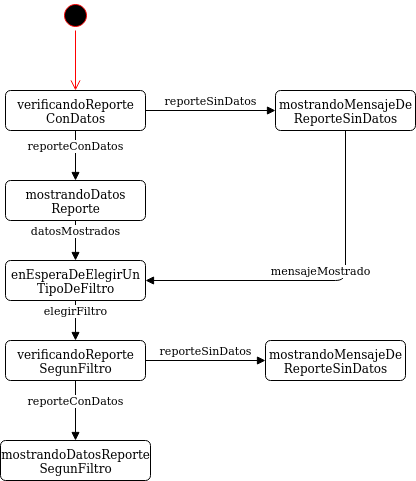 verificandoReporte
ConDatos
reporteSinDatos
mostrandoMensajeDe
ReporteSinDatos
reporteConDatos
mostrandoDatos
Reporte
datosMostrados
enEsperaDeElegirUn
TipoDeFiltro
mensajeMostrado
elegirFiltro
verificandoReporte
SegunFiltro
reporteSinDatos
mostrandoMensajeDe
ReporteSinDatos
reporteConDatos
mostrandoDatosReporte
SegunFiltro